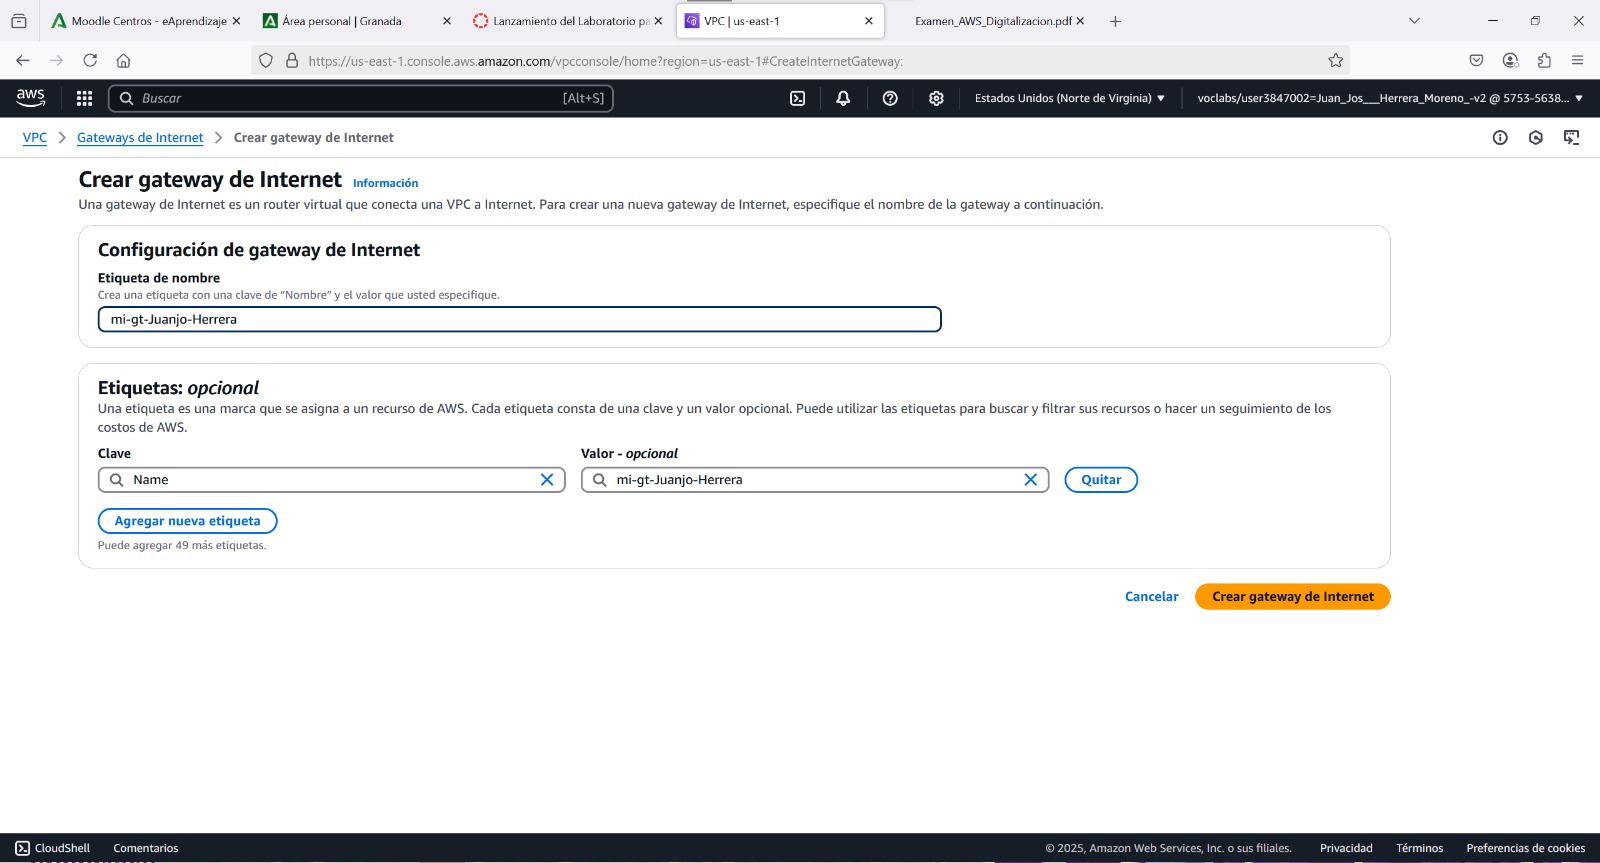 Moodle Centros - eAprendizaje
Área personal | Granada
Lanzamiento del Laboratorio pa
VPC | us-east-1
Examen_AWS_Digitalizacion.pdf
https://us-east-1.console.aws.amazon.com/vpcconsole/home?region=us-east-1#CreateInternetGateway:
aws
Buscar
[Alt+S]
Estados Unidos (Norte de Virginia)
voclabs/user3847002=Juan_Jos___Herrera_Moreno_-v2 @ 5753-5638...
VPC
Gateways de Internet
Crear gateway de Internet
Crear gateway de Internet Información
Una gateway de Internet es un router virtual que conecta una VPC a Internet. Para crear una nueva gateway de Internet, especifique el nombre de la gateway a continuación.
Configuración de gateway de Internet
Etiqueta de nombre
Crea una etiqueta con una clave de “Nombre” y el valor que usted especifique.
mi-gt-Juanjo-Herrera
Etiquetas: opcional
Una etiqueta es una marca que se asigna a un recurso de AWS. Cada etiqueta consta de una clave y un valor opcional. Puede utilizar las etiquetas para buscar y filtrar sus recursos o hacer un seguimiento de los
costos de AWS.
Clave
Valor - opcional
Name
mi-gt-Juanjo-Herrera
Quitar
Agregar nueva etiqueta
Puede agregar 49 más etiquetas.
Cancelar
Crear gateway de Internet
CloudShell
Comentarios
© 2025, Amazon Web Services, Inc. o sus filiales.
Privacidad
Términos
Preferencias de cookies